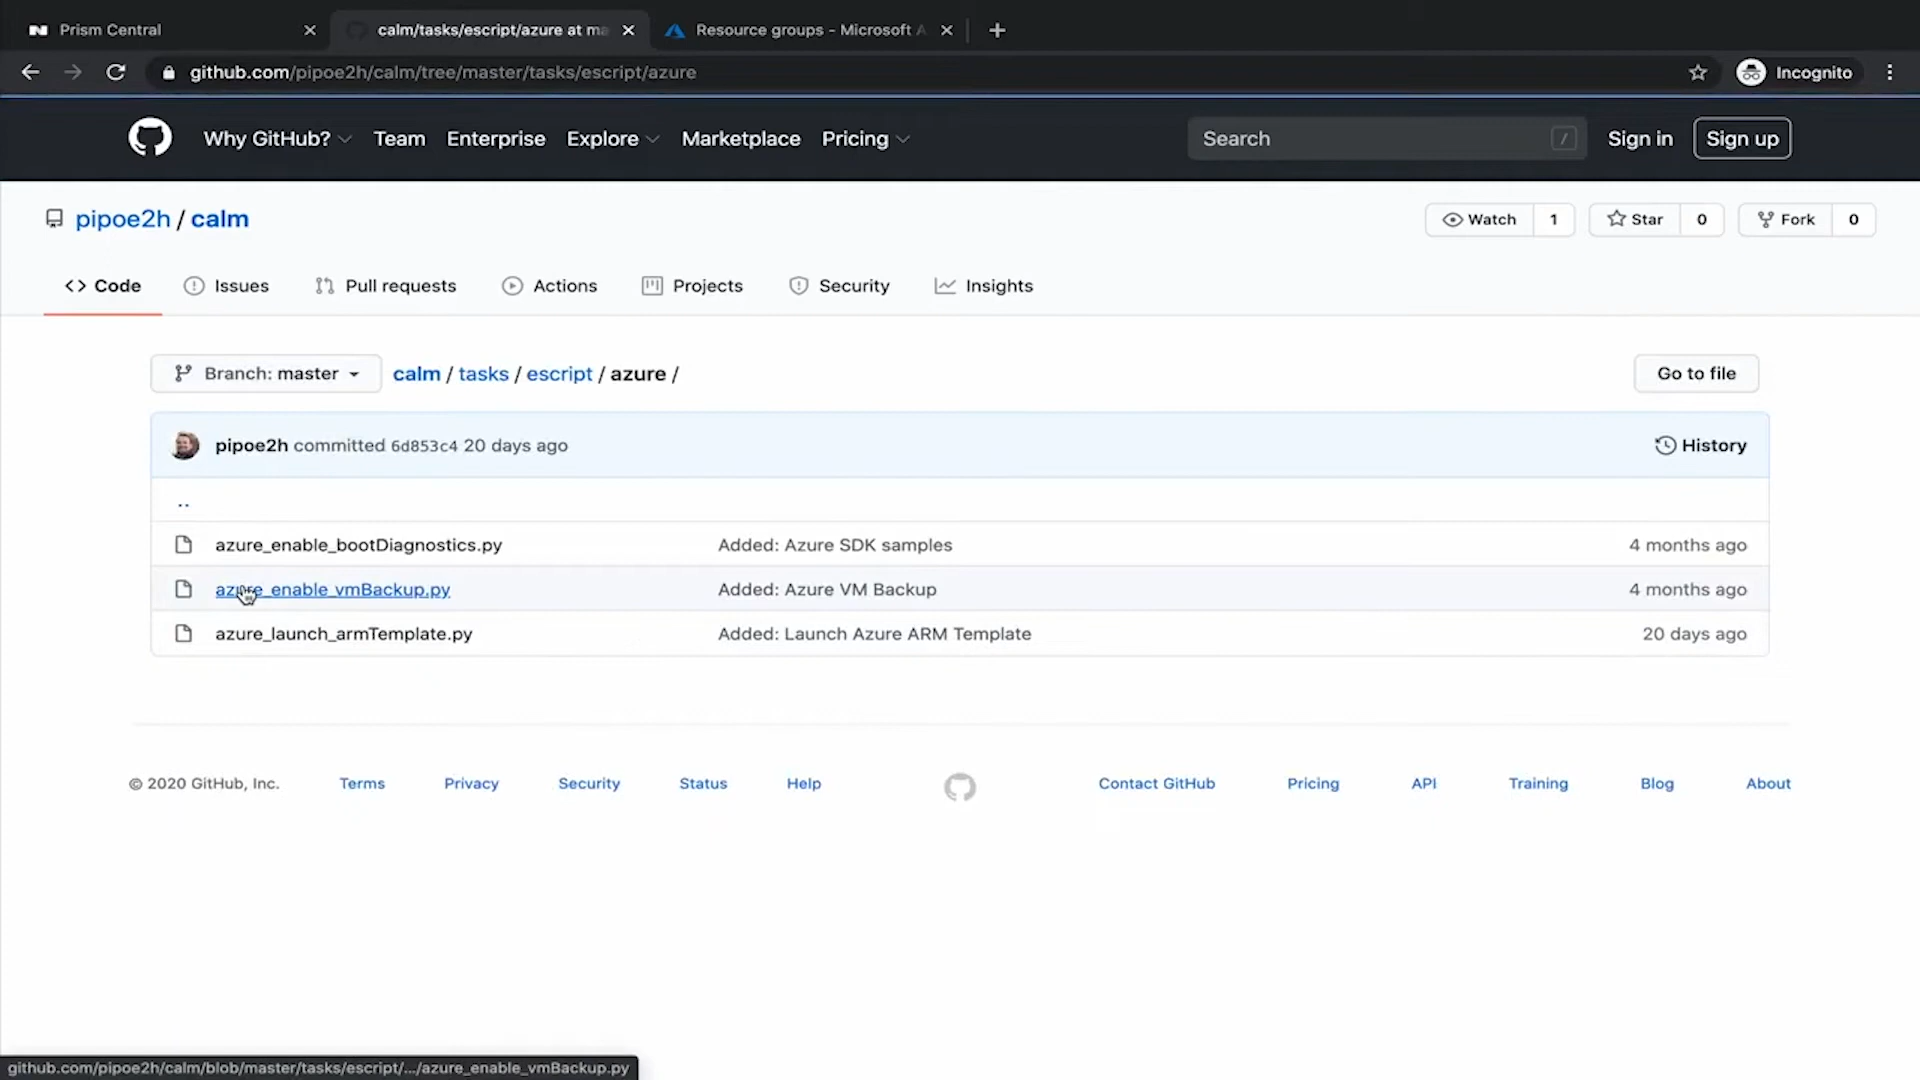 Prism Central
calm/tasks/escript/azure at ma
Resource groups - Microsoft A
github.com/pipoe2h/calm/tree/master/tasks/escript/azure
Incognito
Why GitHub? Team Enterprise Explore Marketplace Pricing
Search /
Sign in Sign up
pipoe2h / calm
Watch 1 Star 0 Fork 0
Code Issues Pull requests Actions Projects Security Insights
Branch: master calm / tasks / escript / azure / Go to file
pipoe2h committed 6d853c4 20 days ago History
..
azure_enable_bootDiagnostics.py Added: Azure SDK samples 4 months ago
azure_enable_vmBackup.py Added: Azure VM Backup 4 months ago
azure_launch_armTemplate.py Added: Launch Azure ARM Template 20 days ago
© 2020 GitHub, Inc. Terms Privacy Security Status Help Contact GitHub Pricing API Training Blog About
github.com/pipoe2h/calm/blob/master/tasks/escript/.../azure_enable_vmBackup.py